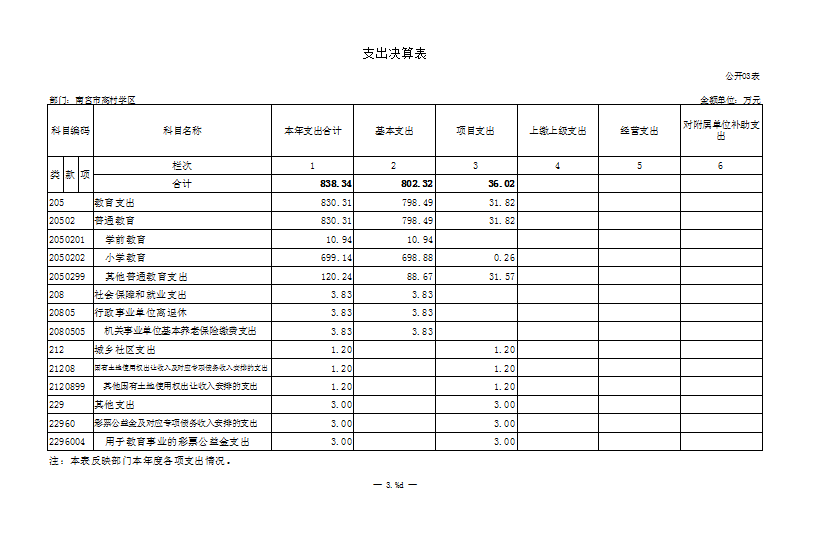 支出决算表
公开03表
部门：南宫市高村学区 金额单位：万元
科目编码 科目名称 本年支出合计 基本支出 项目支出 上缴上级支出 经营支出 对附属单位补助支出
类 款 项 栏次 1 2 3 4 5 6
合计 838.34 802.32 36.02
205 教育支出 830.31 798.49 31.82
20502 普通教育 830.31 798.49 31.82
2050201 学前教育 10.94 10.94
2050202 小学教育 699.14 698.88 0.26
2050299 其他普通教育支出 120.24 88.67 31.57
208 社会保障和就业支出 3.83 3.83
20805 行政事业单位离退休 3.83 3.83
2080505 机关事业单位基本养老保险缴费支出 3.83 3.83
212 城乡社区支出 1.20 1.20
21208 国有土地使用权出让收入及对应专项债务收入安排的支出 1.20 1.20
2120899 其他国有土地使用权出让收入安排的支出 1.20 1.20
229 其他支出 3.00 3.00
22960 彩票公益金及对应专项债务收入安排的支出 3.00 3.00
2296004 用于教育事业的彩票公益金支出 3.00 3.00
注：本表反映部门本年度各项支出情况。
— 3.%d —